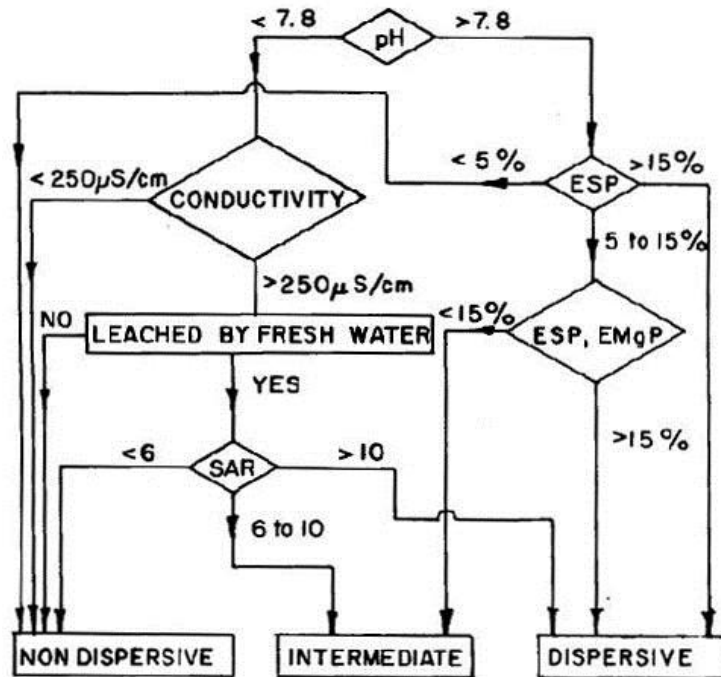 < 7.8
pH
>7.8
<250μS/cm
CONDUCTIVITY
< 5%
ESP
>15%
5 to 15%
>250μS/cm
NO
LEACHED BY FRESH WATER
<15%
ESP, EMgP
YES
>15%
<6
SAR
>10
6 to 10
NON DISPERSIVE
INTERMEDIATE
DISPERSIVE